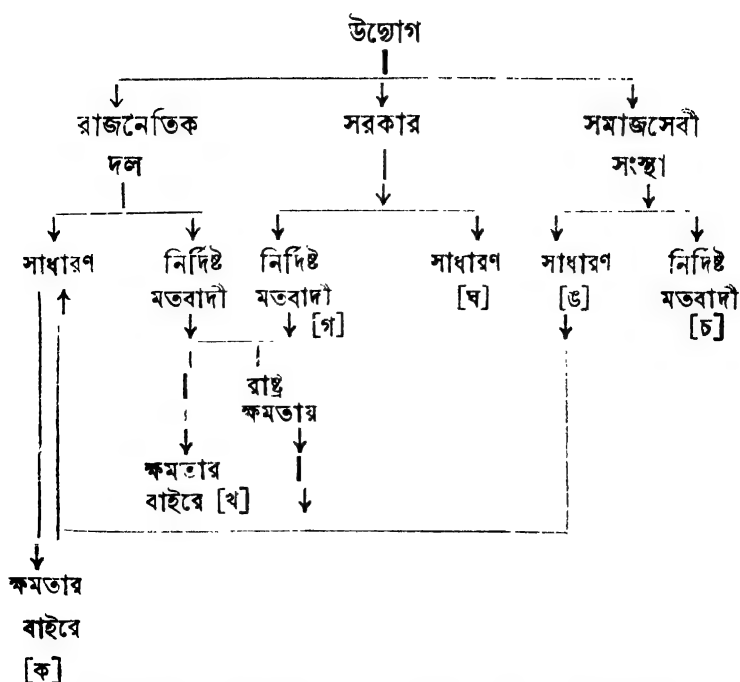 উদ্যোগ
রাজনৈতিক
দল
সরকার
সমাজসেবী
সংস্থা
সাধারণ
নির্দিষ্ট
মতবাদী
নির্দিষ্ট
মতবাদী
[গ]
সাধারণ
[ঘ]
সাধারণ
[ঙ]
নির্দিষ্ট
মতবাদী
[চ]
রাষ্ট্র
ক্ষমতায়
ক্ষমতার
বাইরে [খ]
ক্ষমতার
বাইরে
[ক]